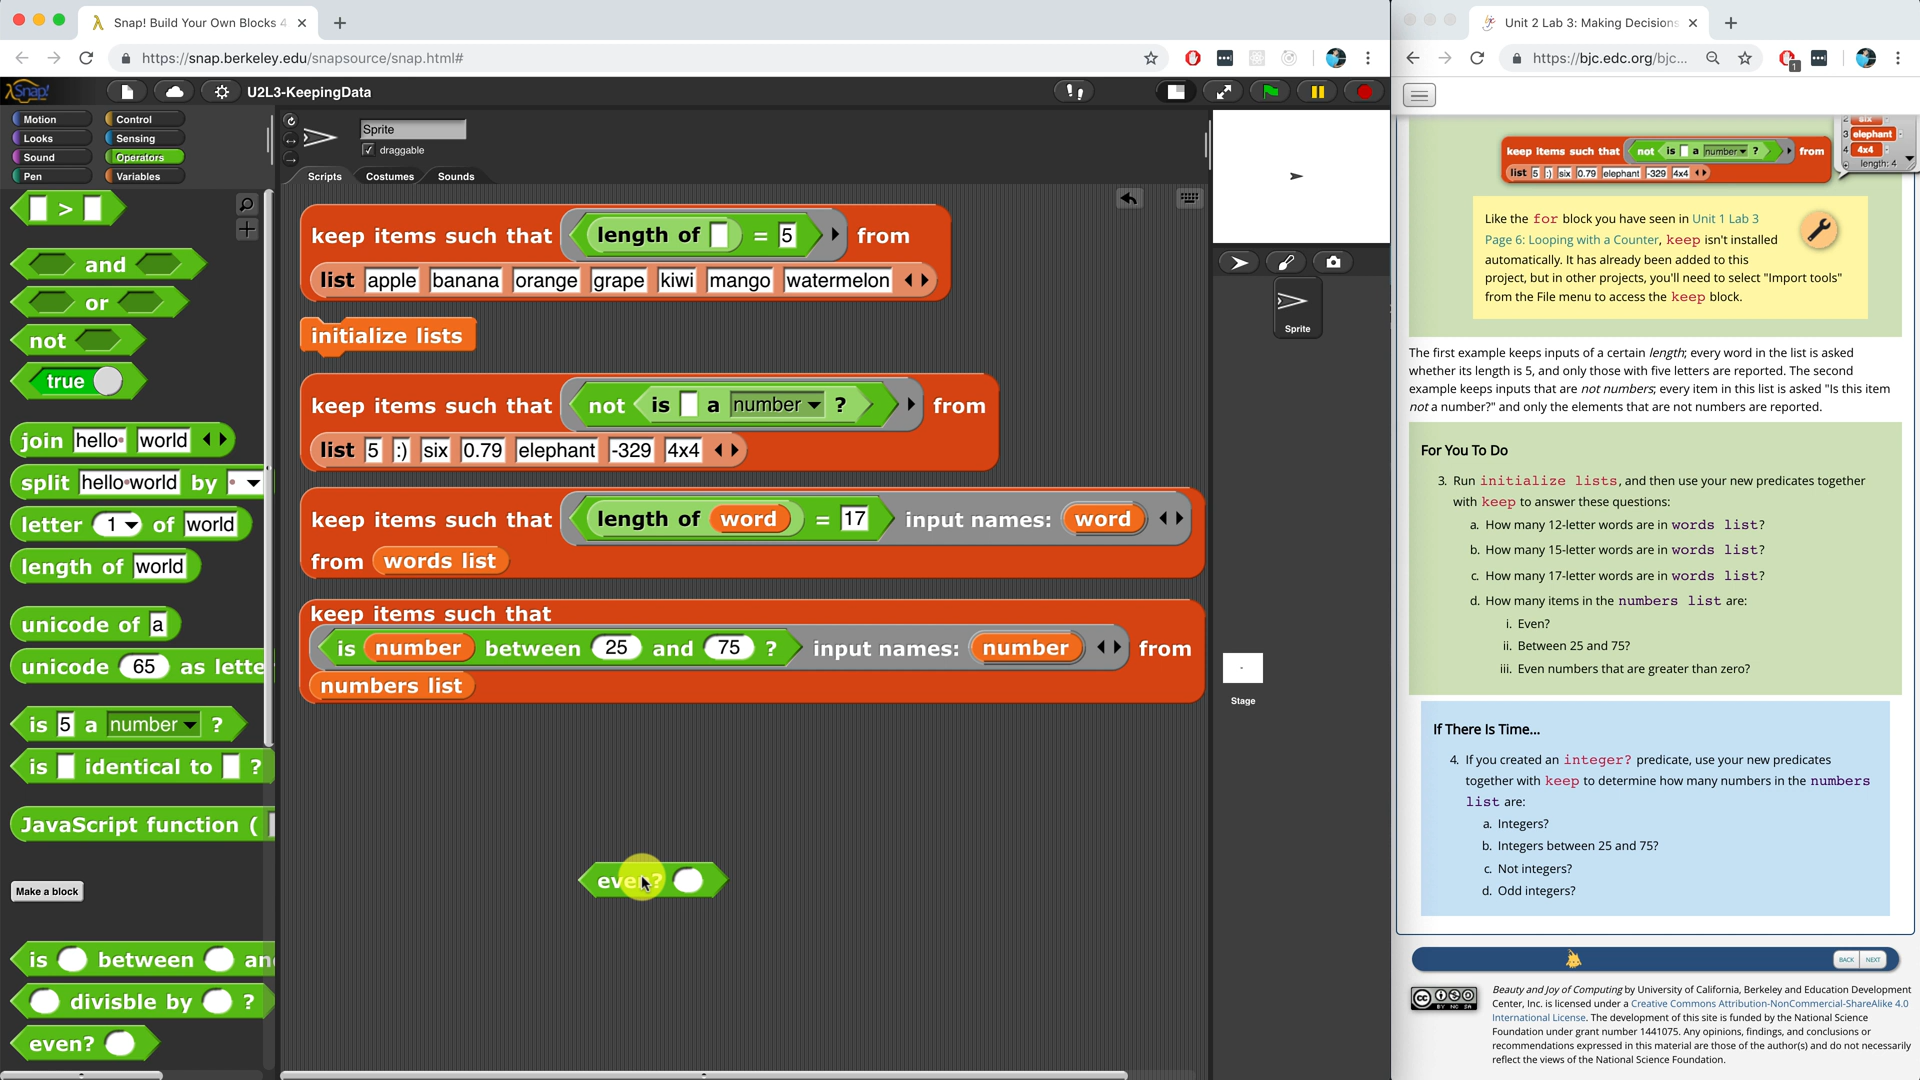 Snap! Build Your Own Blocks 4
https://snap.berkeley.edu/snapsource/snap.html#
Snap!
U2L3-KeepingData
Motion
Control
Looks
Sensing
Sound
Operators
Pen
Variables
>
and
or
not
true
join hello world
split hello world by
letter 1 of world
length of world
unicode of a
unicode 65 as lette
is 5 a number ?
is identical to ?
JavaScript function (
Make a block
is between an
divisble by ?
even?
Sprite
draggable
Scripts
Costumes
Sounds
keep items such that length of = 5 from
list apple banana orange grape kiwi mango watermelon
initialize lists
keep items such that not is a number ? from
list 5 :) six 0.79 elephant -329 4x4
keep items such that length of word = 17 input names: word
from words list
keep items such that
is number between 25 and 75 ? input names: number from
numbers list
even?
Sprite
Stage
Unit 2 Lab 3: Making Decisions
https://bjc.edc.org/bjc...
1
keep items such that not is a number ? from
list 5 :) six 0.79 elephant -329 4x4
2 six
3 elephant
4 4x4
length: 4
Like the for block you have seen in Unit 1 Lab 3
Page 6: Looping with a Counter, keep isn't installed
automatically. It has already been added to this
project, but in other projects, you'll need to select "Import tools"
from the File menu to access the keep block.
The first example keeps inputs of a certain length; every word in the list is asked
whether its length is 5, and only those with five letters are reported. The second
example keeps inputs that are not numbers; every item in this list is asked "Is this item
not a number?" and only the elements that are not numbers are reported.
For You To Do
3. Run initialize lists, and then use your new predicates together
with keep to answer these questions:
a. How many 12-letter words are in words list?
b. How many 15-letter words are in words list?
c. How many 17-letter words are in words list?
d. How many items in the numbers list are:
i. Even?
ii. Between 25 and 75?
iii. Even numbers that are greater than zero?
If There Is Time...
4. If you created an integer? predicate, use your new predicates
together with keep to determine how many numbers in the numbers
list are:
a. Integers?
b. Integers between 25 and 75?
c. Not integers?
d. Odd integers?
BACK NEXT
Beauty and Joy of Computing by University of California, Berkeley and Education Development
Center, Inc. is licensed under a Creative Commons Attribution-NonCommercial-ShareAlike 4.0
International License. The development of this site is funded by the National Science
Foundation under grant number 1441075. Any opinions, findings, and conclusions or
recommendations expressed in this material are those of the author(s) and do not necessarily
reflect the views of the National Science Foundation.
cc BY NC SA